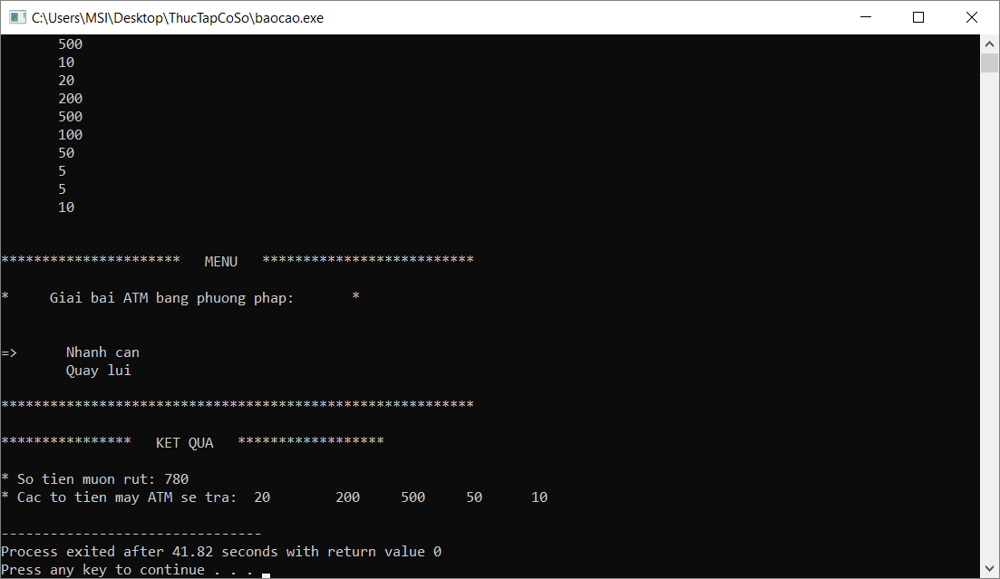 C:\Users\MSI\Desktop\ThucTapCoSo\baocao.exe
500
10
20
200
500
100
50
5
5
10
********************** MENU **************************
* Giai bai ATM bang phuong phap: *
=> Nhanh can
Quay lui
**********************************************************
**************** KET QUA ******************
* So tien muon rut: 780
* Cac to tien may ATM se tra: 20 200 500 50 10
--------------------------------
Process exited after 41.82 seconds with return value 0
Press any key to continue . . .